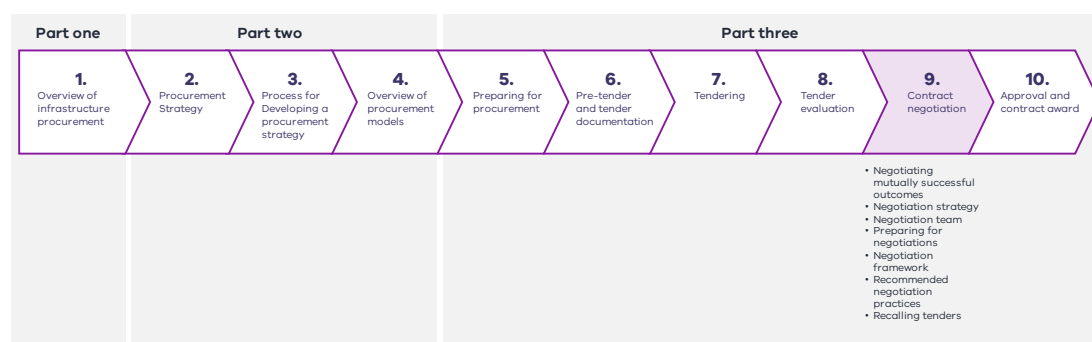 Part one
Part two
Part three
1.
Overview of
infrastructure
procurement
2.
Procurement
Strategy
3.
Process for
Developing a
procurement
strategy
4.
Overview of
procurement
models
5.
Preparing for
procurement
6.
Pre-tender
and tender
documentation
7.
Tendering
8.
Tender
evaluation
9.
Contract
negotiation
10.
Approval and
contract award
• Negotiating
mutually successful
outcomes
• Negotiation strategy
• Negotiation team
• Preparing for
negotiations
• Negotiation
framework
• Recommended
negotiation
practices
• Recalling tenders